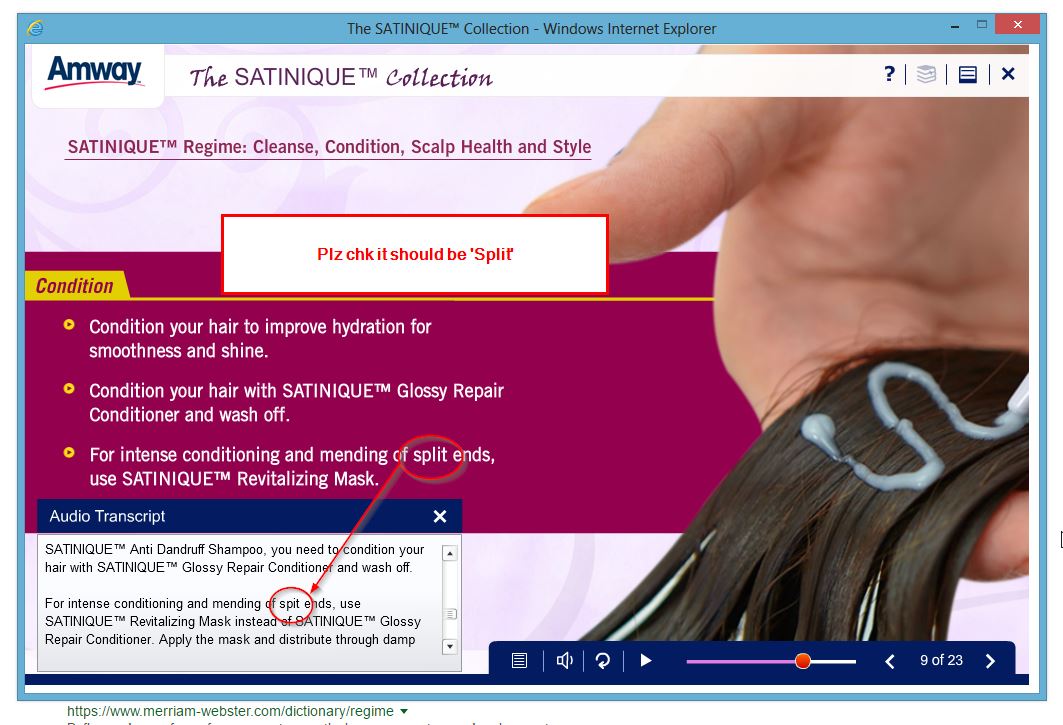 The SATINIQUE™ Collection - Windows Internet Explorer
Amway
The SATINIQUE™ Collection
?
SATINIQUE™ Regime: Cleanse, Condition, Scalp Health and Style
Plz chk it should be 'Split'
Condition
Condition your hair to improve hydration for
smoothness and shine.
Condition your hair with SATINIQUE™ Glossy Repair
Conditioner and wash off.
For intense conditioning and mending of split ends,
use SATINIQUE™ Revitalizing Mask.
Audio Transcript
SATINIQUE™ Anti Dandruff Shampoo, you need to condition your
hair with SATINIQUE™ Glossy Repair Conditioner and wash off.
For intense conditioning and mending of spit ends, use
SATINIQUE™ Revitalizing Mask instead of SATINIQUE™ Glossy
Repair Conditioner. Apply the mask and distribute through damp
9 of 23
https://www.merriam-webster.com/dictionary/regime